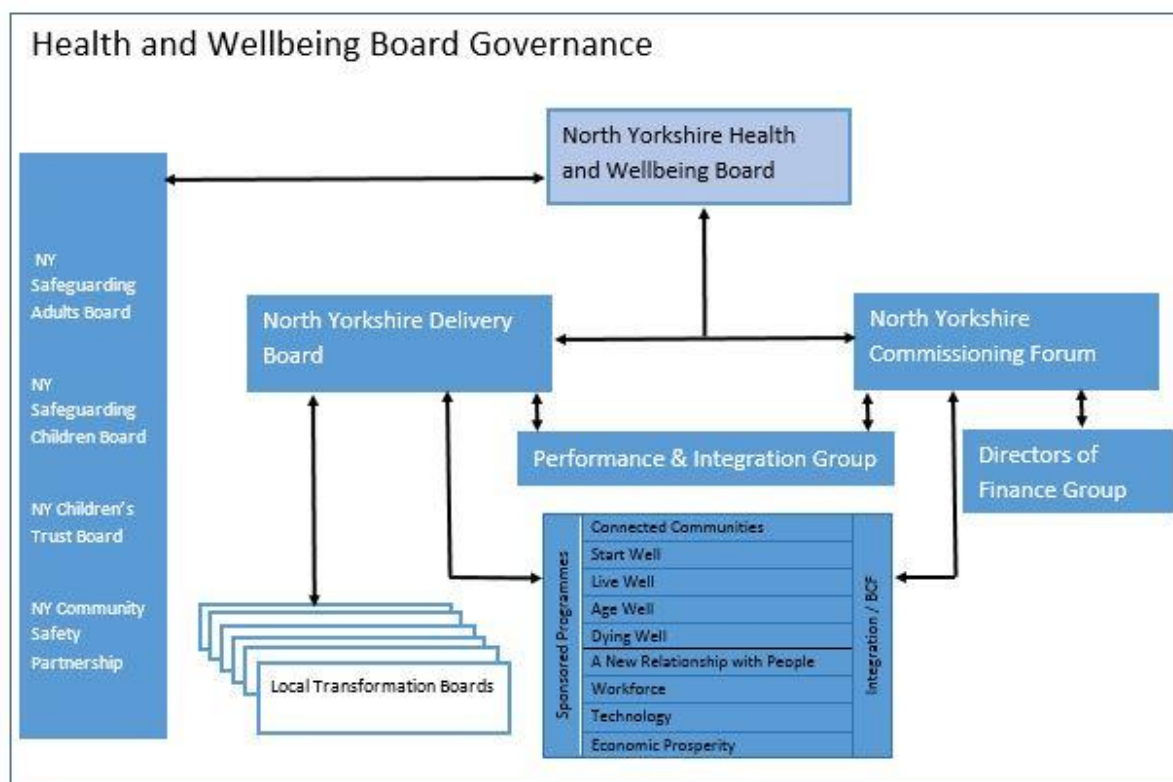 Health and Wellbeing Board Governance
North Yorkshire Health
and Wellbeing Board
NY
Safeguarding
Adults Board
NY
Safeguarding
Children Board
NY Children's
Trust Board
NY Community
Safety
Partnership
North Yorkshire Delivery
Board
North Yorkshire
Commissioning Forum
Performance & Integration Group
Directors of
Finance Group
Local Transformation Boards
Sponsored Programmes
Connected Communities
Start Well
Live Well
Age Well
Dying Well
A New Relationship with People
Workforce
Technology
Economic Prosperity
Integration / BCF